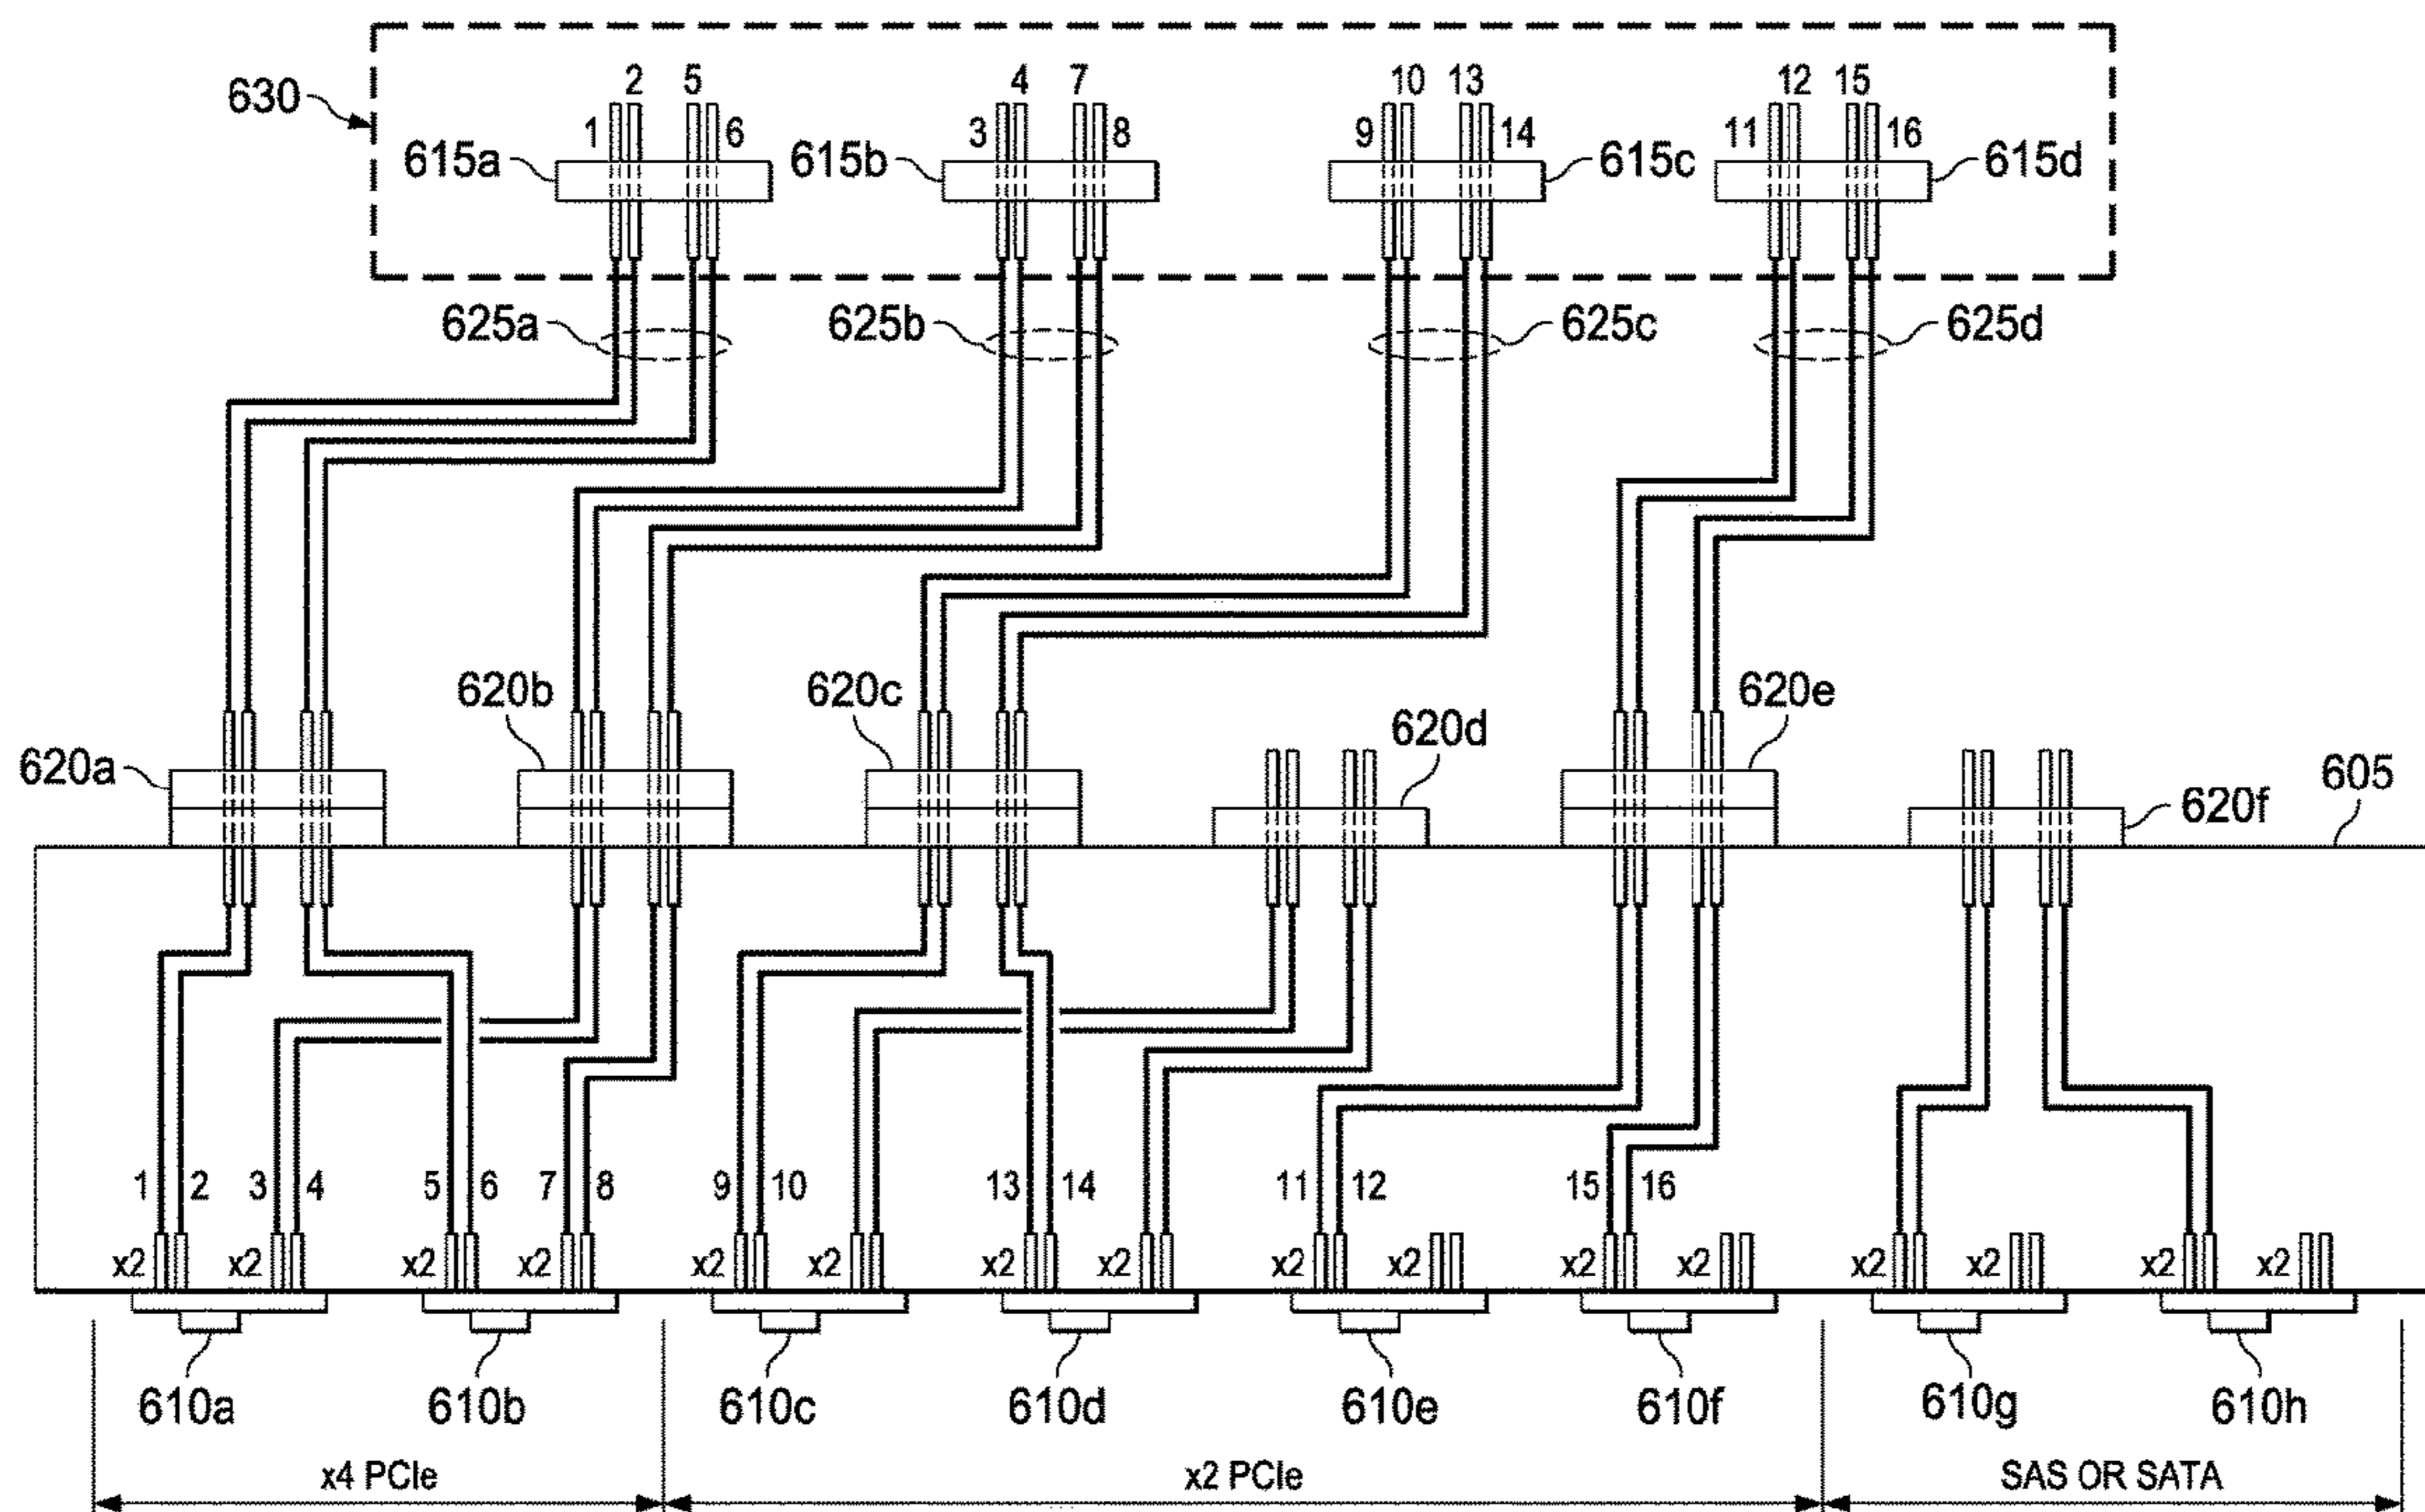 2 5 4 7 10 13 12 15
630
1 6 3 8 9 14 11 16
615a 615b 615c 615d
625a 625b 625c 625d
620b 620c 620e
620a 620d 605
620f
1 2 3 4 5 6 7 8 9 10 13 14 11 12 15 16
x2 x2 x2 x2 x2 x2 x2 x2 x2 x2 x2 x2 x2 x2 x2 x2
610a 610b 610c 610d 610e 610f 610g 610h
x4 PCIe x2 PCIe SAS OR SATA